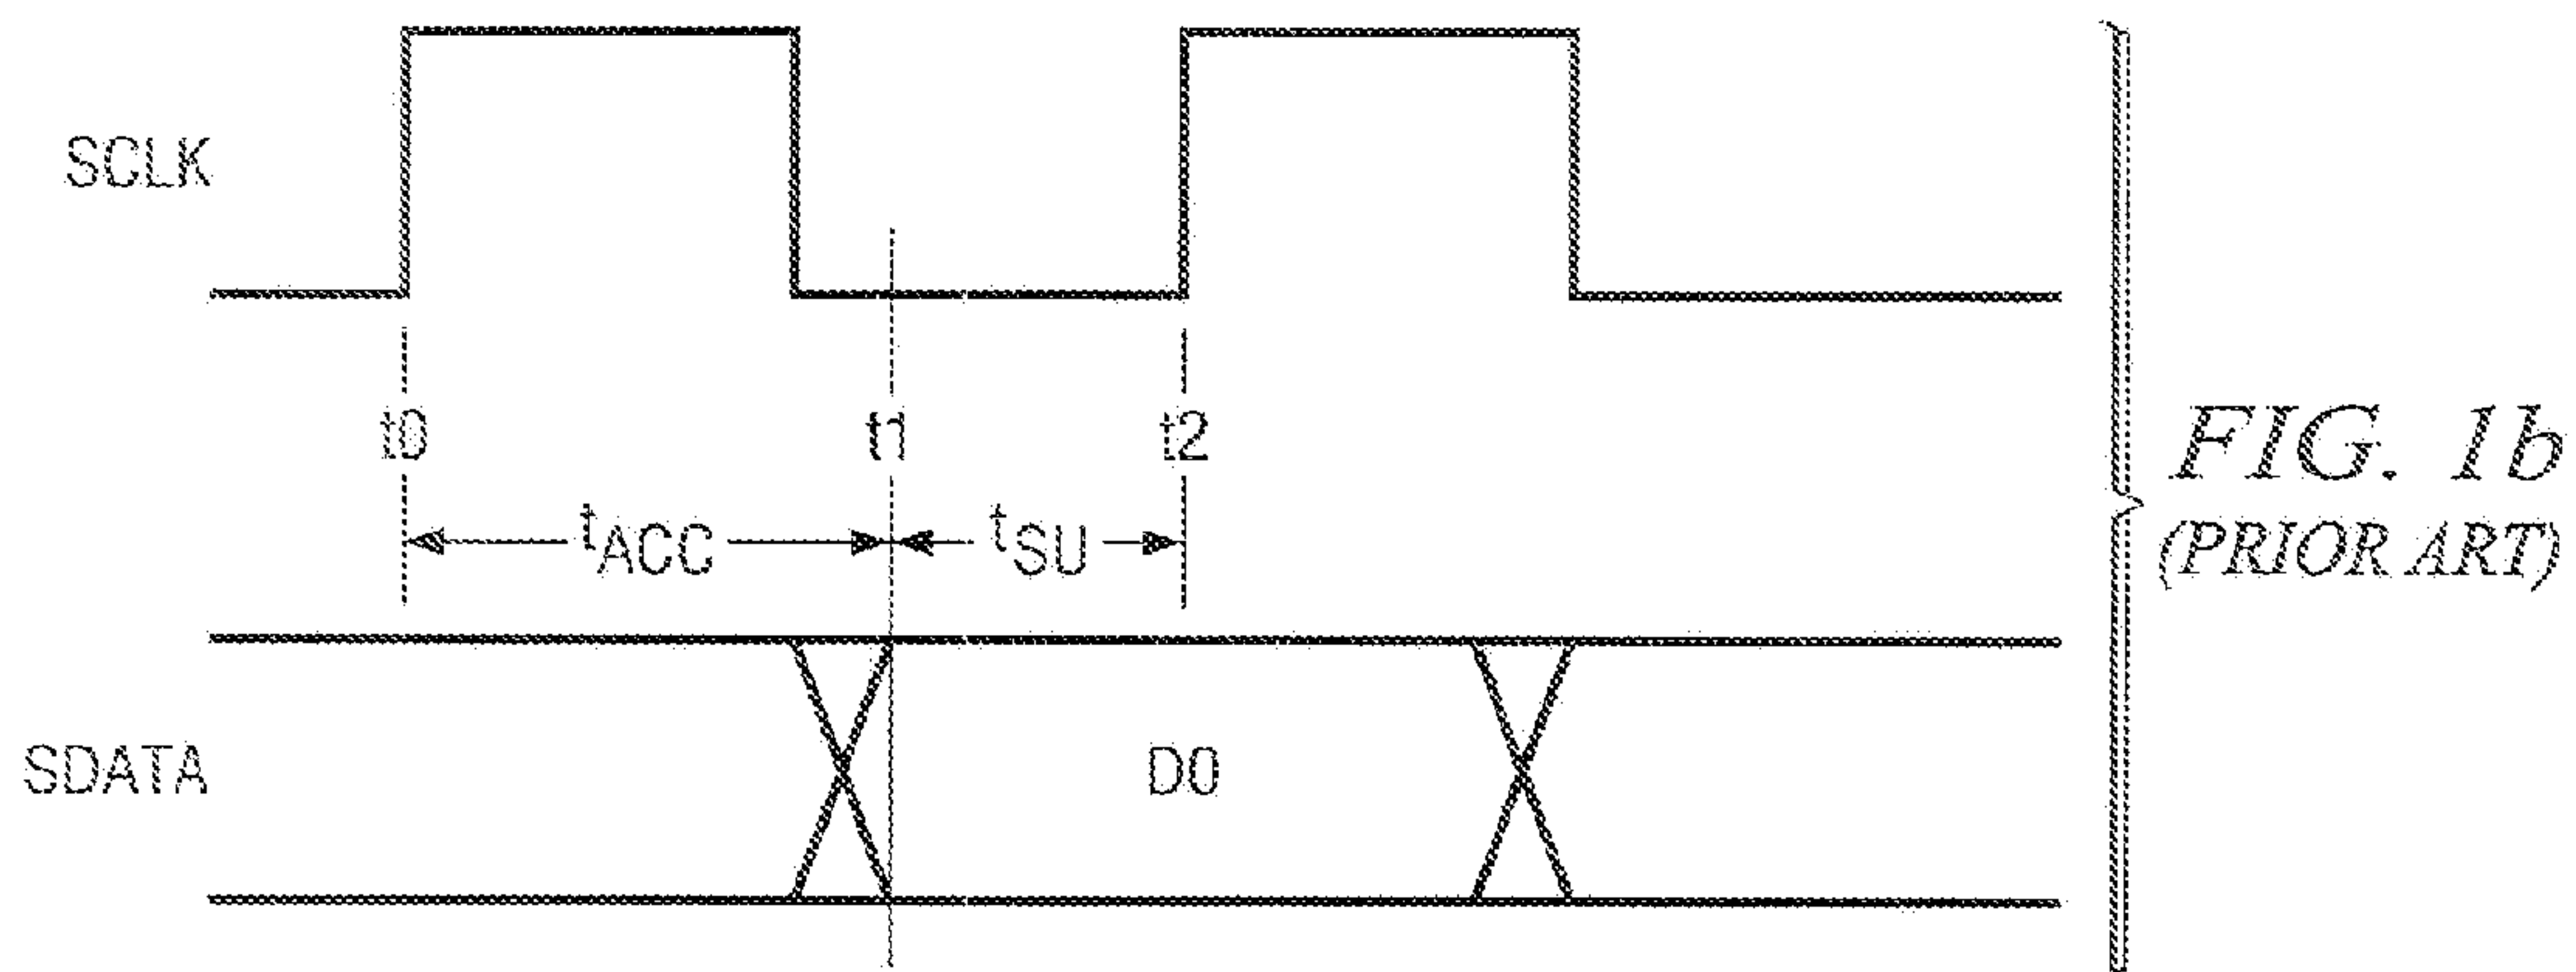 SCLK
t0 t1 t2
tACC tSU
SDATA
D0
FIG. 1b
(PRIOR ART)